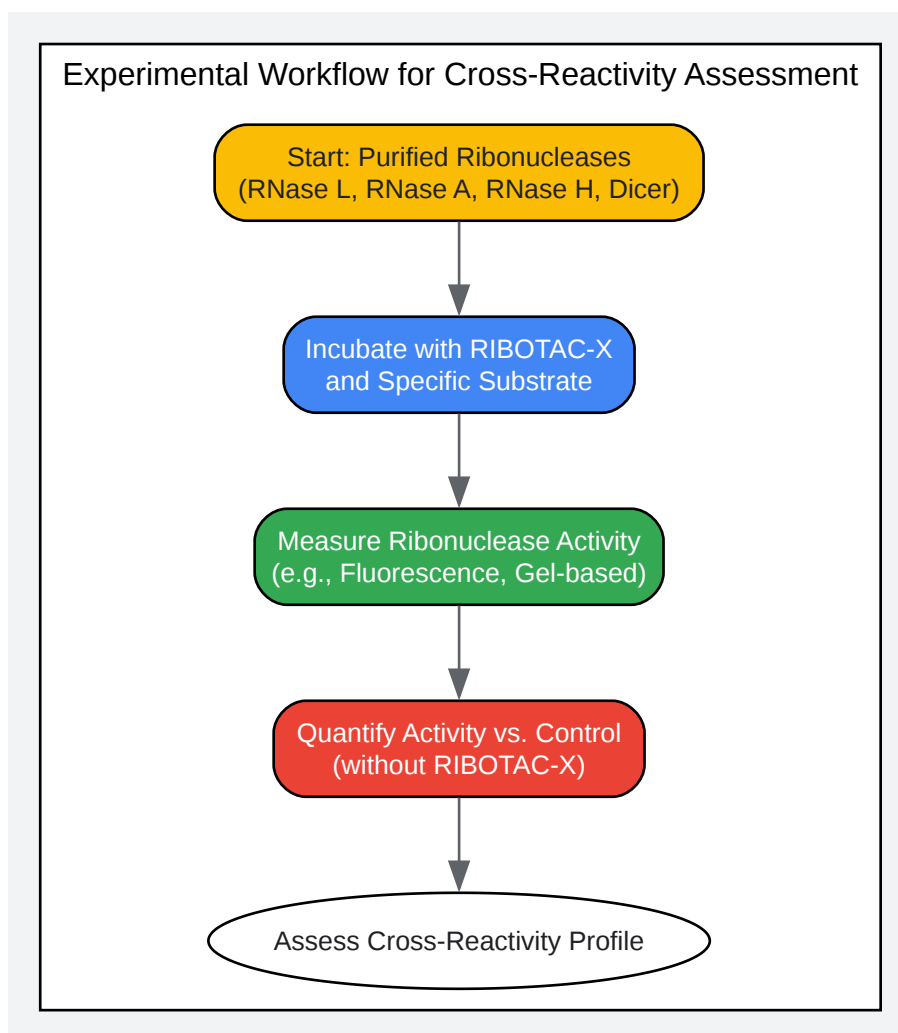 Experimental Workflow for Cross-Reactivity Assessment
Start: Purified Ribonucleases
(RNase L, RNase A, RNase H, Dicer)
Incubate with RIBOTAC-X
and Specific Substrate
Measure Ribonuclease Activity
(e.g., Fluorescence, Gel-based)
Quantify Activity vs. Control
(without RIBOTAC-X)
Assess Cross-Reactivity Profile